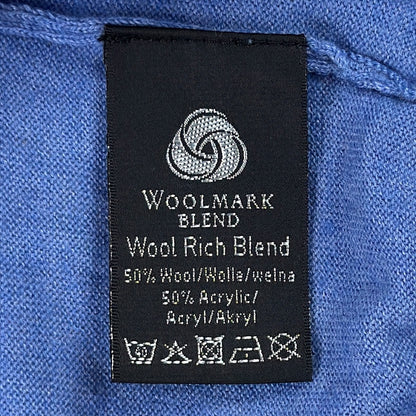 WOOLMARK
BLEND
Wool Rich Blend
50% Wool/Wolle/wełna
50% Acrylic/
Acryl/Akryl